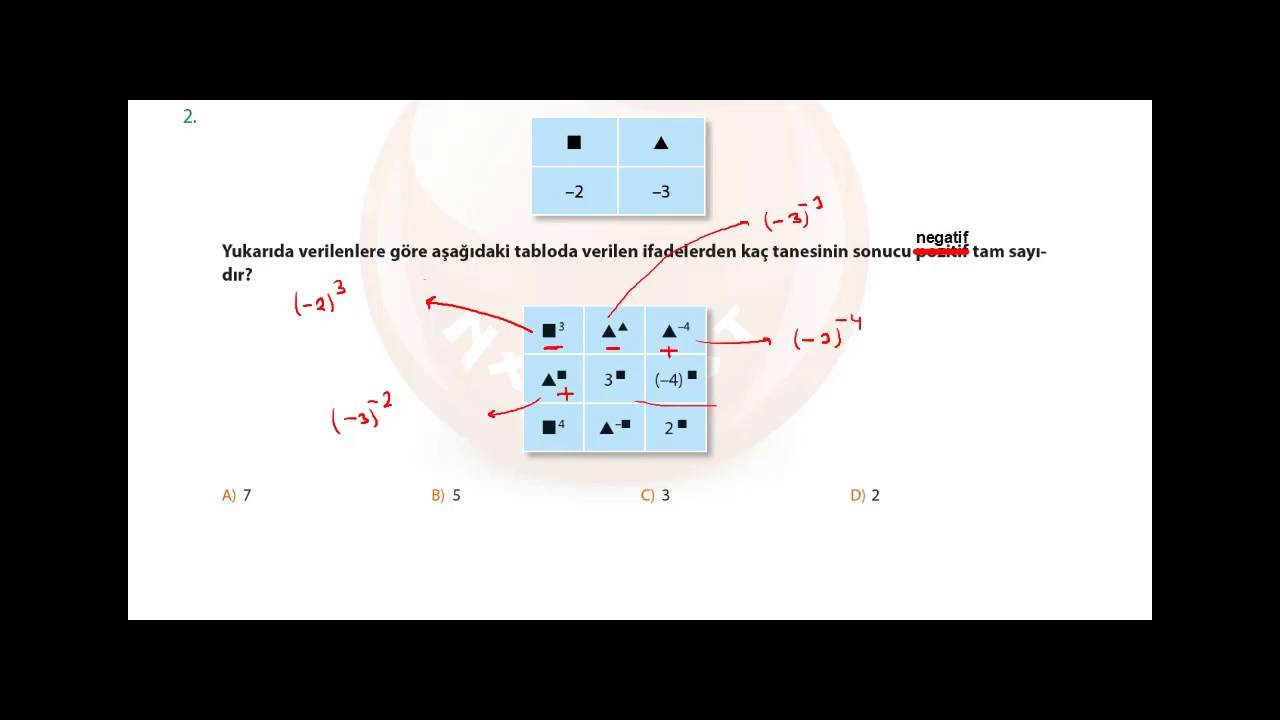 2.
■ ▲
–2 –3
(-3)⁻³
negatif
Yukarıda verilenlere göre aşağıdaki tabloda verilen ifadelerden kaç tanesinin sonucu pozitif tam sayı-
dır?
(-2)³
■³ ▲▲ ▲⁻⁴
– – +
(-3)⁻⁴
▲■ 3■ (–4)■
+
(-3)⁻²
■⁴ ▲–■ 2■
A) 7 B) 5 C) 3 D) 2